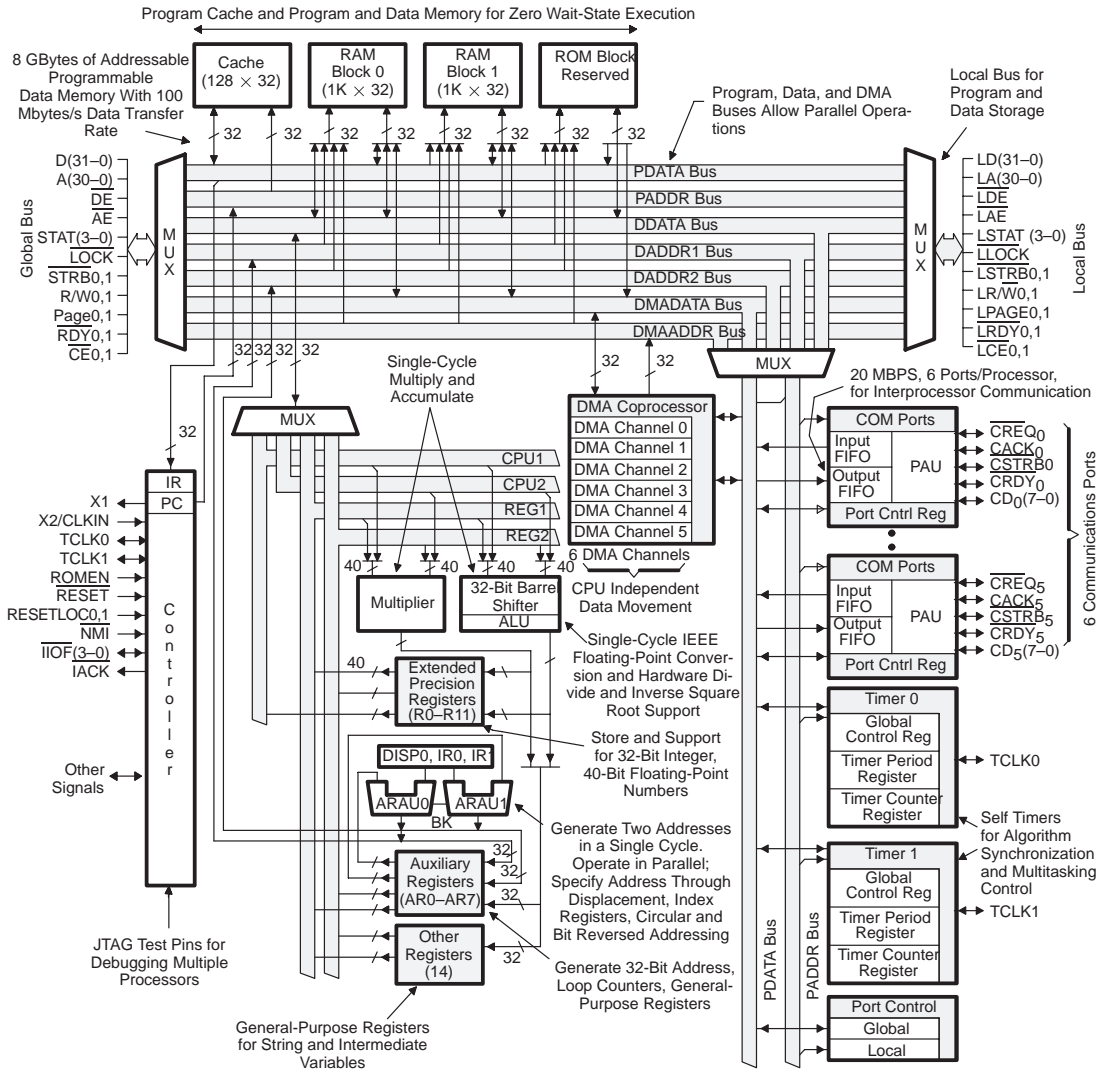 Program Cache and Program and Data Memory for Zero Wait-State Execution
8 GBytes of Addressable
Programmable
Data Memory With 100
Mbytes/s Data Transfer
Rate
Cache
(128 × 32)
RAM
Block 0
(1K × 32)
RAM
Block 1
(1K × 32)
ROM Block
Reserved
Program, Data, and DMA
Buses Allow Parallel Opera-
tions
Local Bus for
Program and
Data Storage
32
32
32
32
32
32
32
32
Global Bus
D(31–0)
A(30–0)
DE
AE
STAT(3–0)
LOCK
STRB0,1
R/W0,1
Page0,1
RDY0,1
CE0,1
MUX
PDATA Bus
PADDR Bus
DDATA Bus
DADDR1 Bus
DADDR2 Bus
DMADATA Bus
DMAADDR Bus
MUX
LD(31–0)
LA(30–0)
LDE
LAE
LSTAT (3–0)
LLOCK
LSTRB0,1
LR/W0,1
LPAGE0,1
LRDY0,1
LCE0,1
Local Bus
32
32
32
32
Single-Cycle
Multiply and
Accumulate
32
32
MUX
MUX
20 MBPS, 6 Ports/Processor,
for Interprocessor Communication
32
DMA Coprocessor
DMA Channel 0
DMA Channel 1
DMA Channel 2
DMA Channel 3
DMA Channel 4
DMA Channel 5
6 DMA Channels
CPU Independent
Data Movement
CPU1
CPU2
REG1
REG2
COM Ports
Input
FIFO
Output
FIFO
PAU
Port Cntrl Reg
CREQ0
CACK0
CSTRB0
CRDY0
CD0(7–0)
COM Ports
Input
FIFO
Output
FIFO
PAU
Port Cntrl Reg
CREQ5
CACK5
CSTRB5
CRDY5
CD5(7–0)
6 Communications Ports
IR
PC
Controller
X1
X2/CLKIN
TCLK0
TCLK1
ROMEN
RESET
RESETLOC0,1
NMI
IIOF(3–0)
IACK
Other
Signals
JTAG Test Pins for
Debugging Multiple
Processors
40
40
40
40
Multiplier
32-Bit Barrel
Shifter
ALU
Single-Cycle IEEE
Floating-Point Conver-
sion and Hardware Di-
vide and Inverse Square
Root Support
40
Extended
Precision
Registers
(R0–R11)
Store and Support
for 32-Bit Integer,
40-Bit Floating-Point
Numbers
DISP0, IR0, IR1
ARAU0
ARAU1
BK
Generate Two Addresses
in a Single Cycle.
Operate in Parallel;
Specify Address Through
Displacement, Index
Registers, Circular and
Bit Reversed Addressing
32
32
32
Auxiliary
Registers
(AR0–AR7)
Other
Registers
(14)
32
Generate 32-Bit Address,
Loop Counters, General-
Purpose Registers
General-Purpose Registers
for String and Intermediate
Variables
PDATA Bus
PADDR Bus
Timer 0
Global
Control Reg
Timer Period
Register
Timer Counter
Register
TCLK0
Self Timers
for Algorithm
Synchronization
and Multitasking
Control
Timer 1
Global
Control Reg
Timer Period
Register
Timer Counter
Register
TCLK1
Port Control
Global
Local